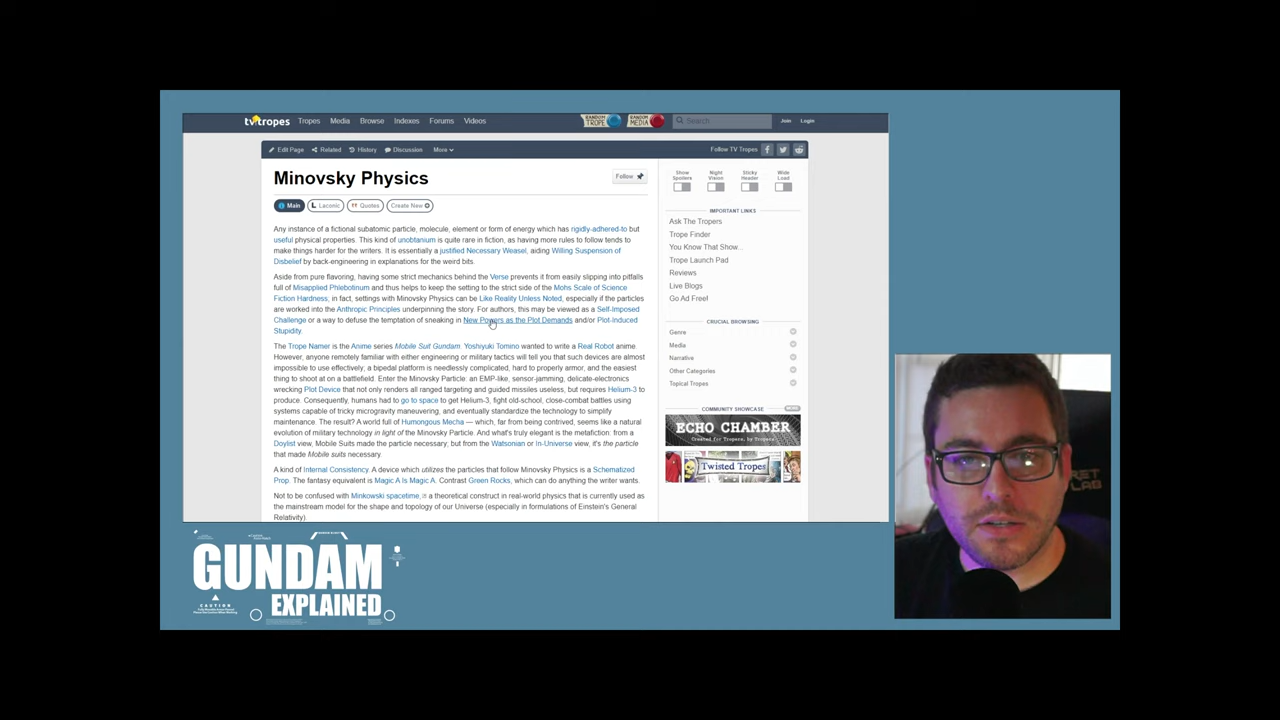 tvtropes Tropes Media Browse Indexes Forums Videos RANDOM TROPE RANDOM MEDIA Search... Join Login
Edit Page Related History Discussion More Follow TV Tropes
Minovsky Physics
Follow
Main Laconic Quotes Create New
Any instance of a fictional subatomic particle, molecule, element or form of energy which has rigidly-adhered-to but
useful physical properties. This kind of unobtanium is quite rare in fiction, as having more rules to follow tends to
make things harder for the writers. It is essentially a justified Necessary Weasel, aiding Willing Suspension of
Disbelief by back-engineering in explanations for the weird bits.
Aside from pure flavoring, having some strict mechanics behind the Verse prevents it from easily slipping into pitfalls
full of Misapplied Phlebotinum and thus helps to keep the setting to the strict side of the Mohs Scale of Science
Fiction Hardness; in fact, settings with Minovsky Physics can be Like Reality Unless Noted, especially if the particles
are worked into the Anthropic Principles underpinning the story. For authors, this may be viewed as a Self-Imposed
Challenge or a way to defuse the temptation of sneaking in New Powers as the Plot Demands and/or Plot-Induced
Stupidity.
The Trope Namer is the Anime series Mobile Suit Gundam. Yoshiyuki Tomino wanted to write a Real Robot anime.
However, anyone remotely familiar with either engineering or military tactics will tell you that such devices are almost
impossible to use effectively, a bipedal platform is needlessly complicated, hard to properly armor, and the easiest
thing to shoot at on a battlefield. Enter the Minovsky Particle: an EMP-like, sensor-jamming, delicate-electronics
wrecking Plot Device that not only renders all ranged targeting and guided missiles useless, but requires Helium-3 to
produce. Consequently, humans had to go to space to get Helium-3, fight old-school, close-combat battles using
systems capable of tricky microgravity maneuvering, and eventually standardize the technology to simplify
maintenance. The result? A world full of Humongous Mecha — which, far from being contrived, seems like a natural
evolution of military technology in light of the Minovsky Particle. And what's truly elegant is the metafiction: from a
Doylist view, Mobile Suits made the particle necessary, but from the Watsonian or In-Universe view, it's the particle
that made Mobile suits necessary.
A kind of Internal Consistency. A device which utilizes the particles that follow Minovsky Physics is a Schematized
Prop. The fantasy equivalent is Magic A Is Magic A. Contrast Green Rocks, which can do anything the writer wants.
Not to be confused with Minkowski spacetime, a theoretical construct in real-world physics that is currently used as
the mainstream model for the shape and topology of our Universe (especially in formulations of Einstein's General
Relativity)
Show Spoilers Night Vision Sticky Header Wide Load
IMPORTANT LINKS
Ask The Tropers
Trope Finder
You Know That Show...
Trope Launch Pad
Reviews
Live Blogs
Go Ad Free!
CRUCIAL BROWSING
Genre
Media
Narrative
Other Categories
Topical Tropes
COMMUNITY SHOWCASE MORE
ECHO CHAMBER
Created for Tropers, by Tropers
Twisted Tropes
GUNDAM
CAUTION
EXPLAINED
RET
LAB